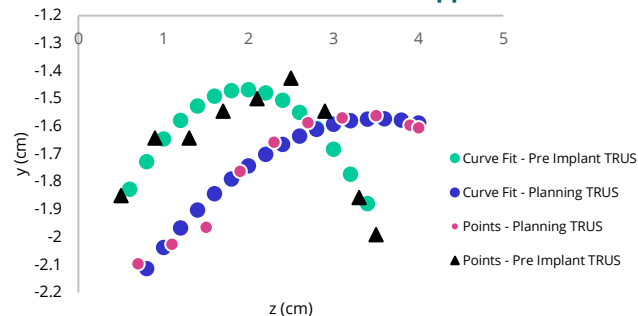 -1.2
0 1 2 3 4 5
-1.3
-1.4
-1.5
-1.6
-1.7
-1.8
-1.9
-2
-2.1
-2.2
y (cm)
z (cm)
Curve Fit - Pre Implant TRUS
Curve Fit - Planning TRUS
Points - Planning TRUS
Points - Pre Implant TRUS